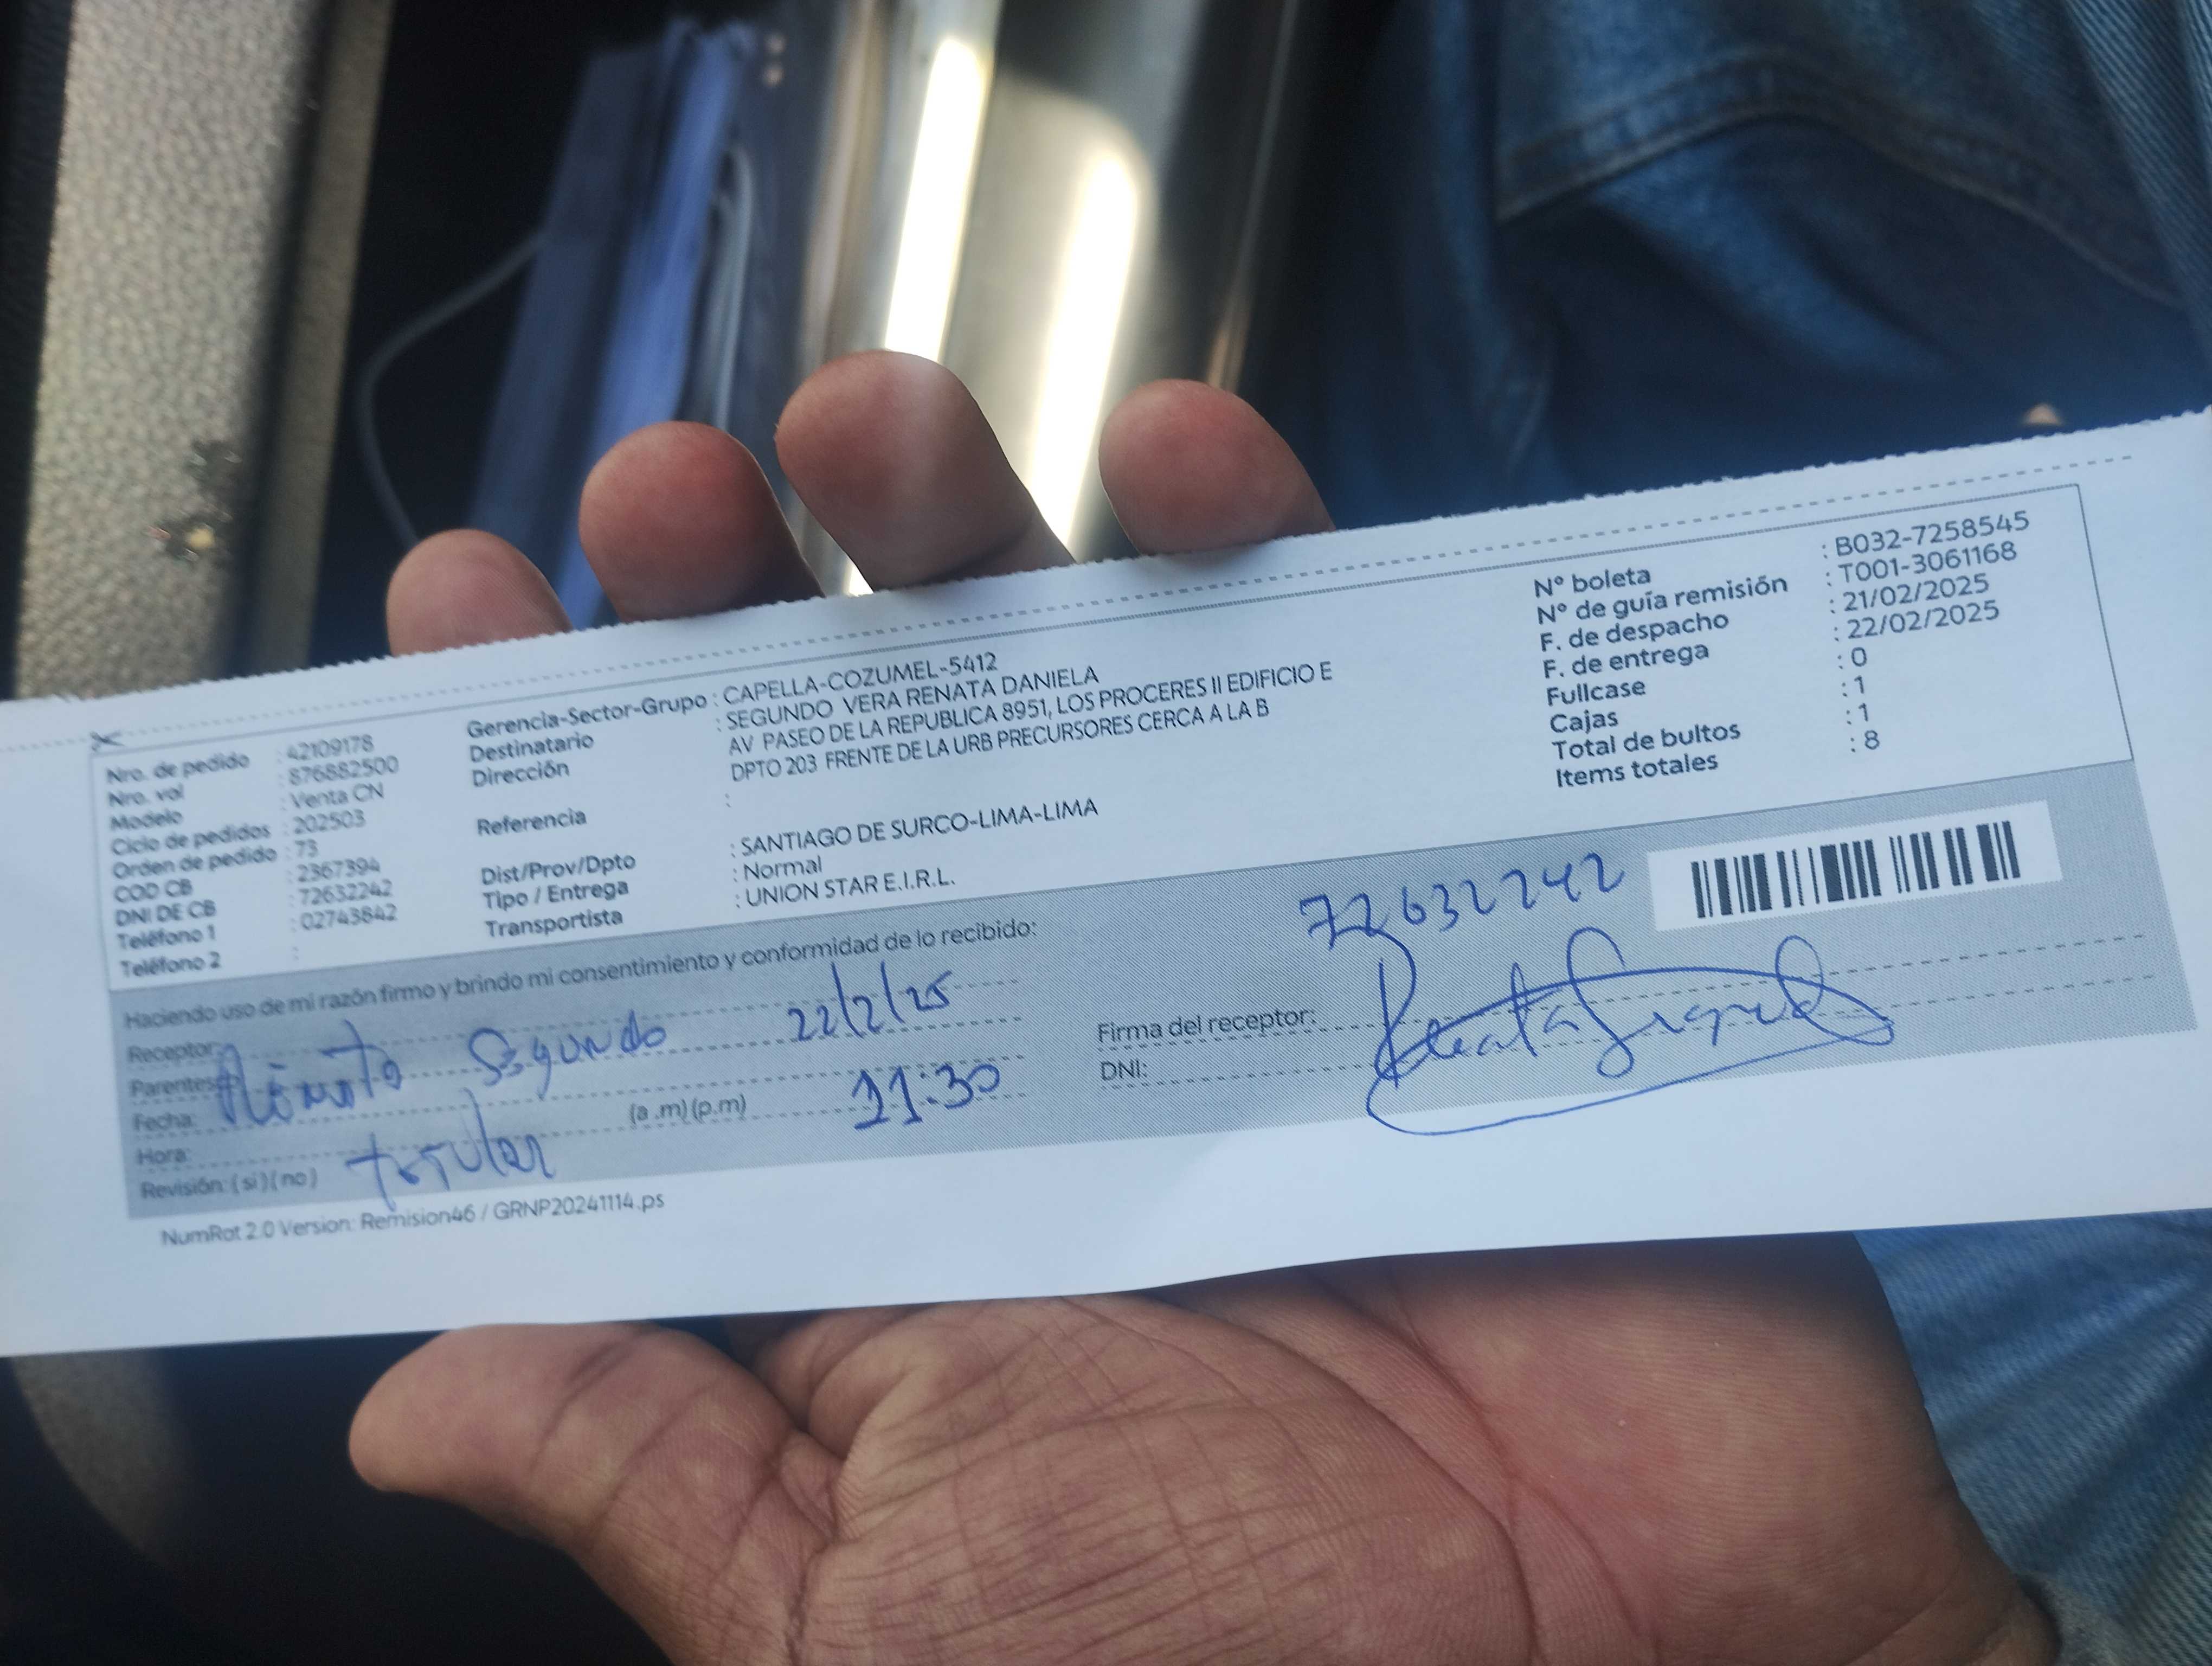 Nro. de pedido : 42109178
Nro. vol : 876882500
Modelo : Venta CN
Ciclo de pedidos : 202503
Orden de pedido : 73
COD CB : 2367394
DNI DE CB : 72632242
Teléfono 1 : 02743842
Teléfono 2 :
Gerencia-Sector-Grupo : CAPELLA-COZUMEL-5412
Destinatario : SEGUNDO VERA RENATA DANIELA
Dirección AV PASEO DE LA REPUBLICA 8951, LOS PROCERES II EDIFICIO E
DPTO 203 FRENTE DE LA URB PRECURSORES CERCA A LA B
Referencia :
Dist/Prov/Dpto : SANTIAGO DE SURCO-LIMA-LIMA
Tipo / Entrega : Normal
Transportista : UNION STAR E.I.R.L.
N° boleta : B032-7258545
N° de guía remisión : T001-3061168
F. de despacho : 21/02/2025
F. de entrega : 22/02/2025
Fullcase : 0
Cajas : 1
Total de bultos : 1
Items totales : 8
Haciendo uso de mi razón firmo y brindo mi consentimiento y conformidad de lo recibido:
Receptor:
Parentesco
Fecha:
Hora: (a .m) (p.m)
Revisión: ( si ) ( no )
Segundo 22/2/25
11:30
titular
72632242
Firma del receptor: Renata Segundo
DNI:
NumRot 2.0 Version: Remision46 / GRNP20241114.ps